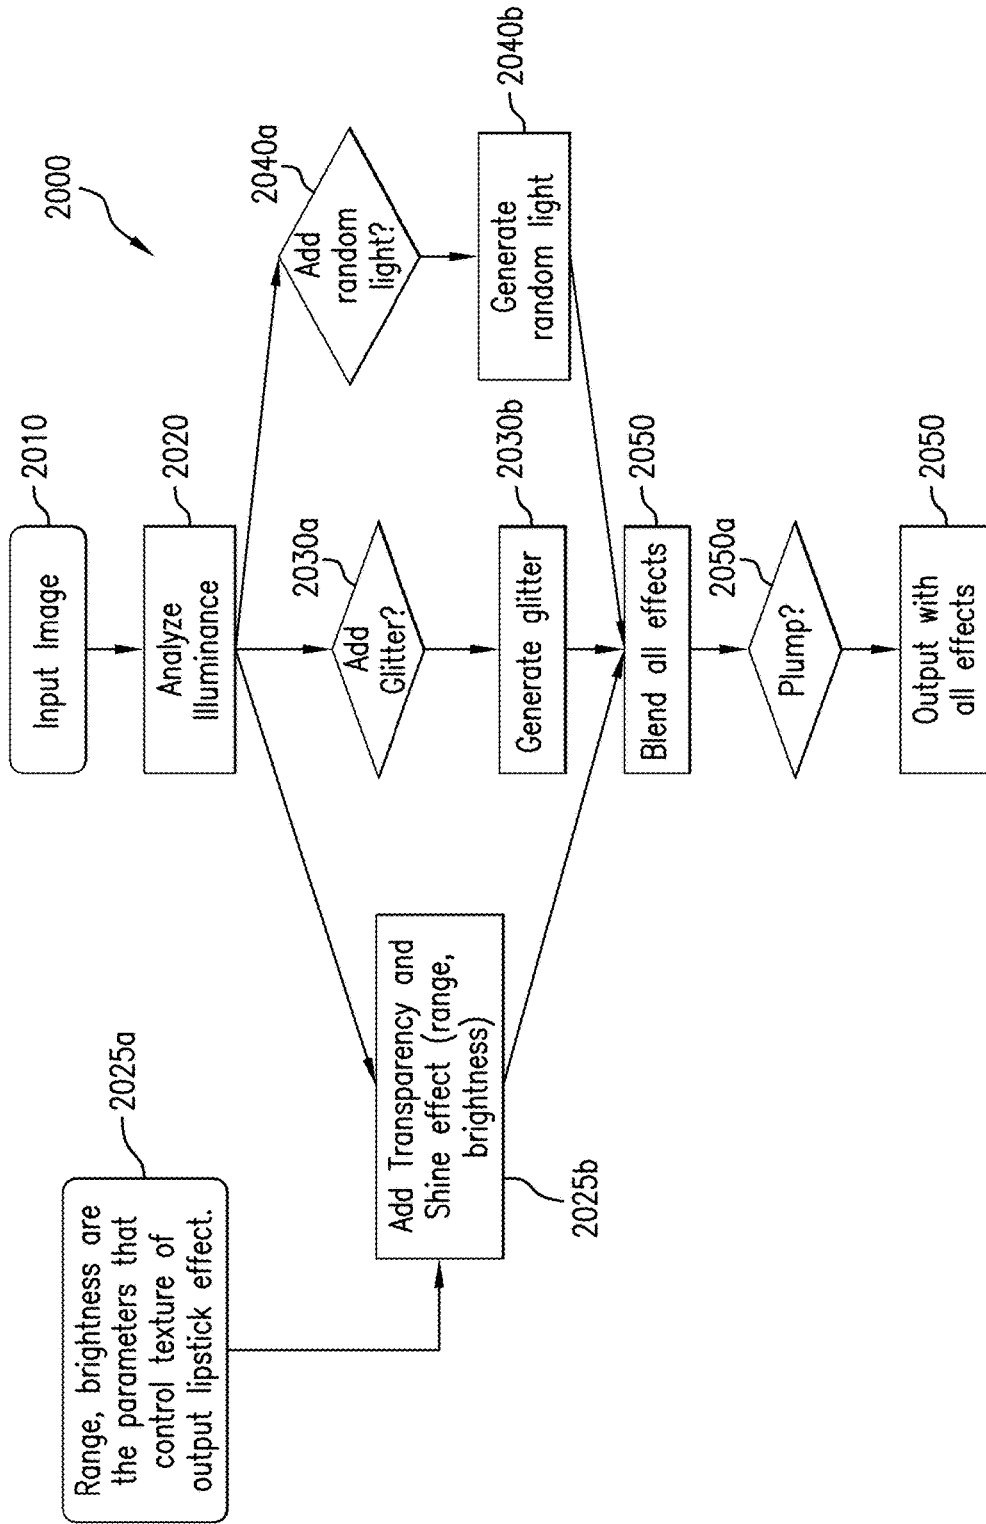 2000
Input Image
2010
Analyze
Illuminance
2020
Range, brightness are
the parameters that
control texture of
output lipstick effect.
2025a
Add Transparency and
Shine effect (range,
brightness)
2025b
Add
Glitter?
2030a
Generate glitter
2030b
Add
random
light?
2040a
Generate
random light
2040b
Blend all effects
2050
Plump?
2050a
Output with
all effects
2050